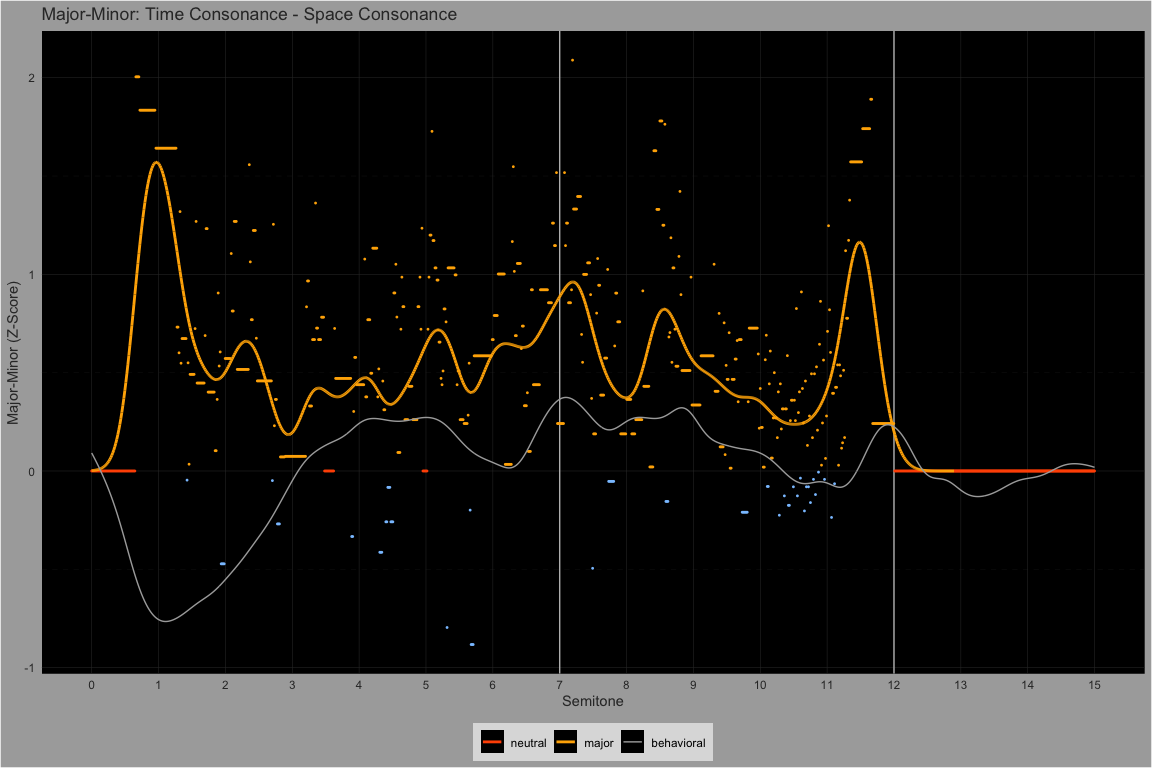 Major-Minor: Time Consonance - Space Consonance
Major-Minor (Z-Score)
2
1
0
-1
0 1 2 3 4 5 6 7 8 9 10 11 12 13 14 15
Semitone
neutral major behavioral